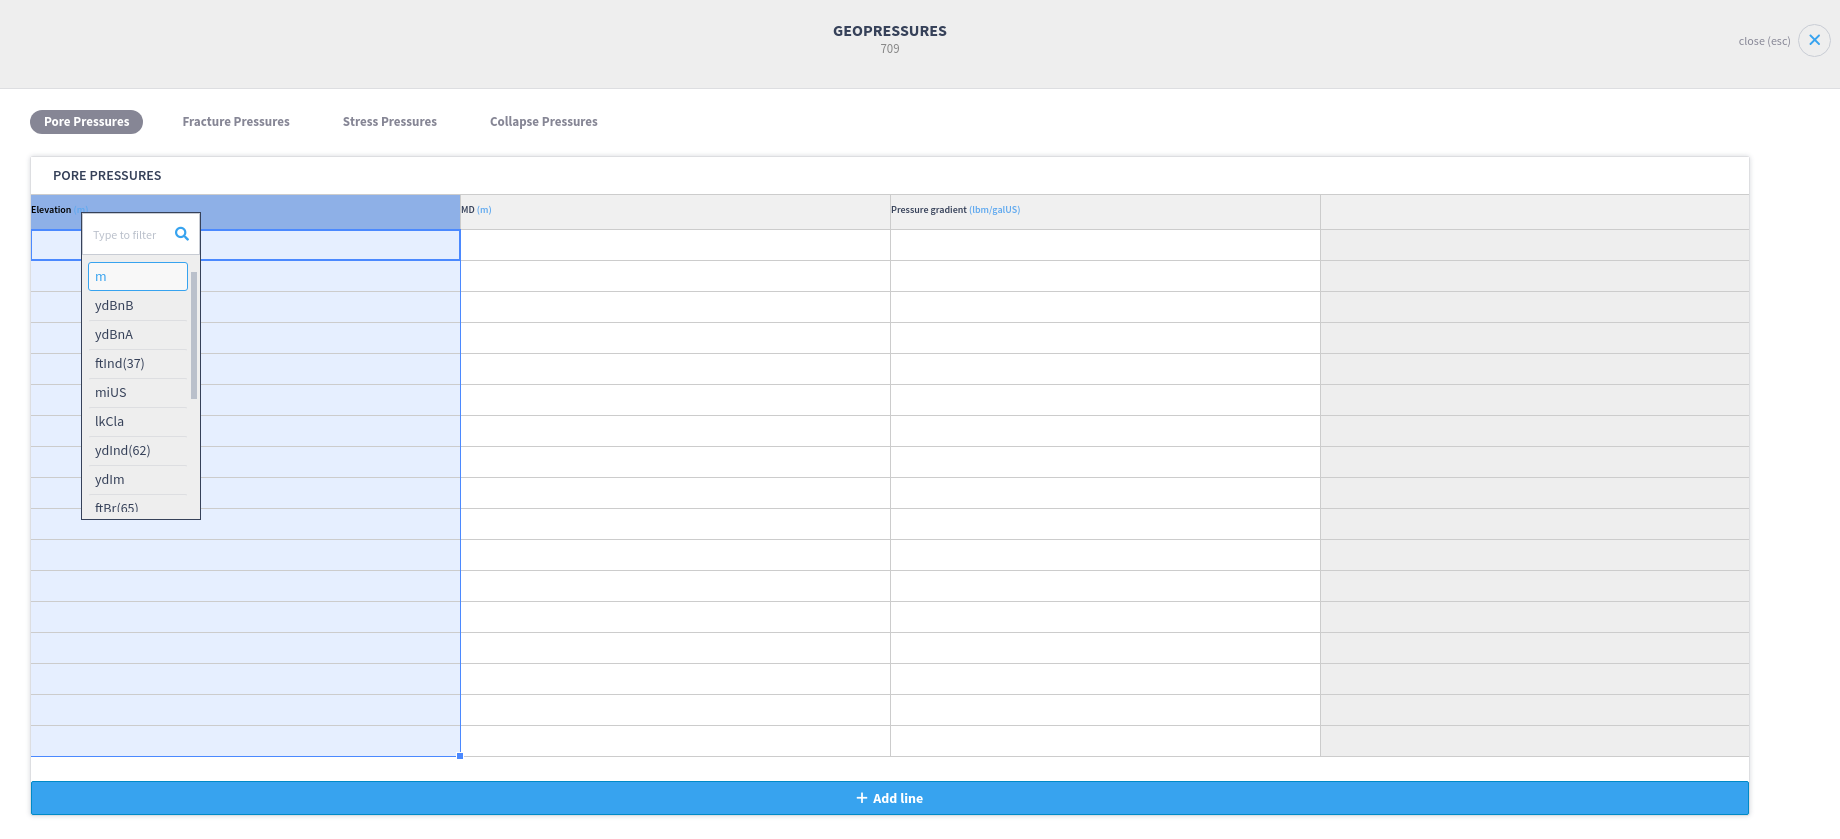 GEOPRESSURES
709
close (esc)
Pore Pressures
Fracture Pressures
Stress Pressures
Collapse Pressures
PORE PRESSURES
Elevation (m)
MD (m)
Pressure gradient (lbm/galUS)
Type to filter
m
ydBnB
ydBnA
ftInd(37)
miUS
lkCla
ydInd(62)
ydIm
ftBr(65)
+ Add line